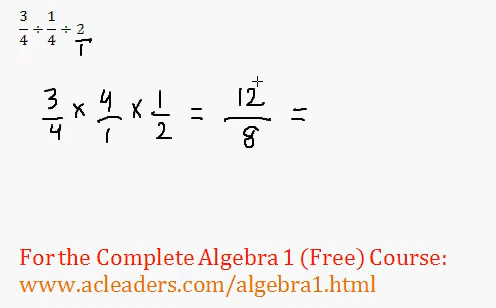 3/4 ÷ 1/4 ÷ 2/1
3/4 × 4/1 × 1/2 = 12/8 =
For the Complete Algebra 1 (Free) Course:
www.acleaders.com/algebra1.html